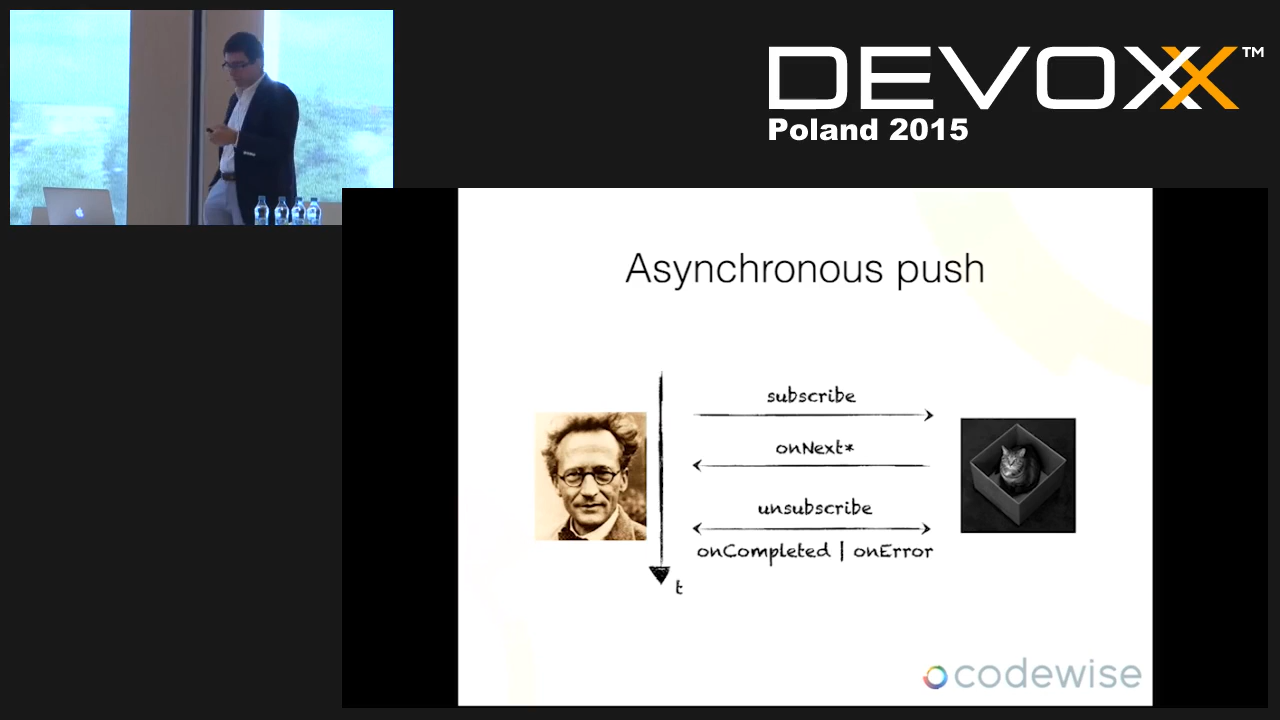 DEVOXX™
Poland 2015
Asynchronous push
subscribe
onNext*
unsubscribe
onCompleted | onError
t
codewise